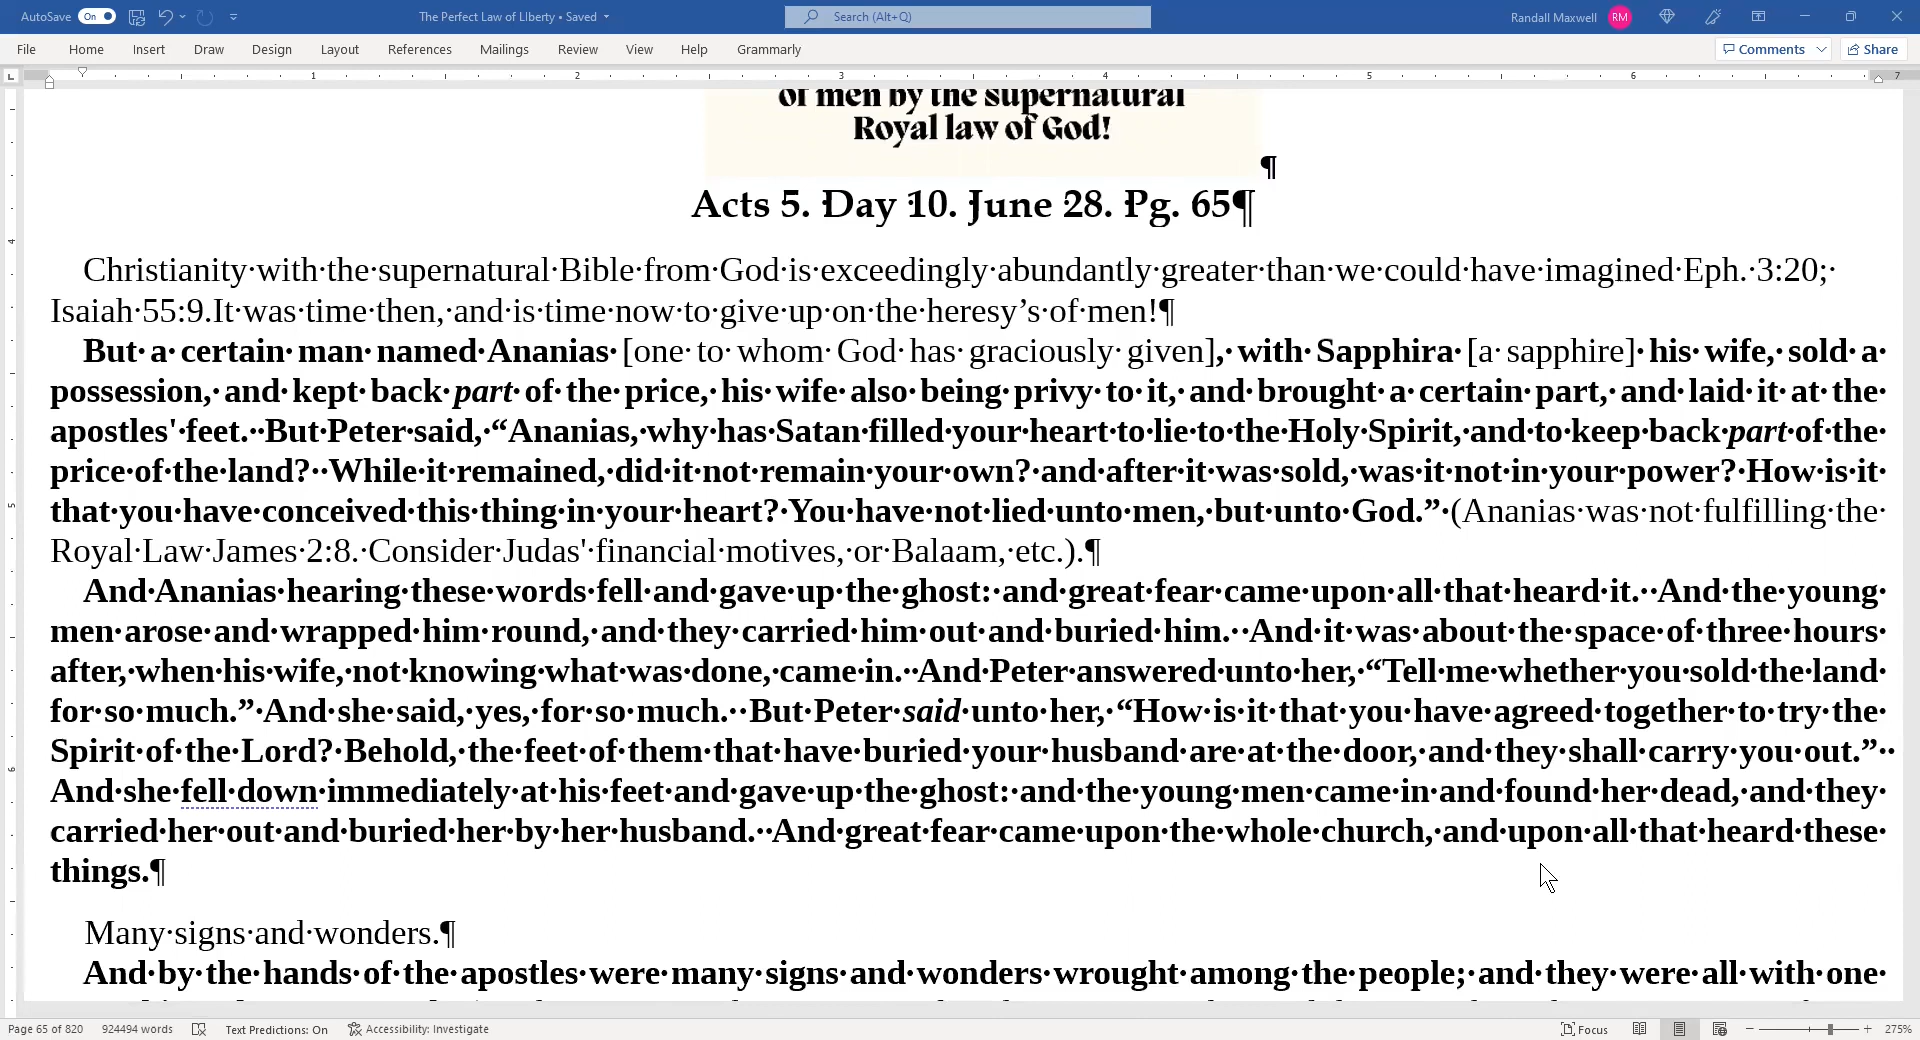 AutoSave On The Perfect Law of LIberty • Saved Search (Alt+Q) Randall Maxwell RM
File Home Insert Draw Design Layout References Mailings Review View Help Grammarly Comments Share
1 2 3 4 5 6 7
of men by the supernatural
Royal law of God!
¶
Acts 5. Day 10. June 28. Pg. 65¶
Christianity·with·the·supernatural·Bible·from·God·is·exceedingly·abundantly·greater·than·we·could·have·imagined·Eph.·3:20;·
Isaiah·55:9.It·was·time·then,·and·is·time·now·to·give·up·on·the·heresy’s·of·men!¶
But·a·certain·man·named·Ananias·[one·to·whom·God·has·graciously·given],·with·Sapphira·[a·sapphire]·his·wife,·sold·a·
possession,·and·kept·back·part·of·the·price,·his·wife·also·being·privy·to·it,·and·brought·a·certain·part,·and·laid·it·at·the·
apostles'·feet.··But·Peter·said,·“Ananias,·why·has·Satan·filled·your·heart·to·lie·to·the·Holy·Spirit,·and·to·keep·back·part·of·the·
price·of·the·land?··While·it·remained,·did·it·not·remain·your·own?·and·after·it·was·sold,·was·it·not·in·your·power?·How·is·it·
that·you·have·conceived·this·thing·in·your·heart?·You·have·not·lied·unto·men,·but·unto·God.”·(Ananias·was·not·fulfilling·the·
Royal·Law·James·2:8.·Consider·Judas'·financial·motives,·or·Balaam,·etc.).¶
And·Ananias·hearing·these·words·fell·and·gave·up·the·ghost:·and·great·fear·came·upon·all·that·heard·it.··And·the·young·
men·arose·and·wrapped·him·round,·and·they·carried·him·out·and·buried·him.··And·it·was·about·the·space·of·three·hours·
after,·when·his·wife,·not·knowing·what·was·done,·came·in.··And·Peter·answered·unto·her,·“Tell·me·whether·you·sold·the·land·
for·so·much.”·And·she·said,·yes,·for·so·much.··But·Peter·said·unto·her,·“How·is·it·that·you·have·agreed·together·to·try·the·
Spirit·of·the·Lord?·Behold,·the·feet·of·them·that·have·buried·your·husband·are·at·the·door,·and·they·shall·carry·you·out.”··
And·she·fell·down·immediately·at·his·feet·and·gave·up·the·ghost:·and·the·young·men·came·in·and·found·her·dead,·and·they·
carried·her·out·and·buried·her·by·her·husband.··And·great·fear·came·upon·the·whole·church,·and·upon·all·that·heard·these·
things.¶
Many·signs·and·wonders.¶
And·by·the·hands·of·the·apostles·were·many·signs·and·wonders·wrought·among·the·people;·and·they·were·all·with·one·
Page 65 of 820 924494 words Text Predictions: On Accessibility: Investigate Focus 275%